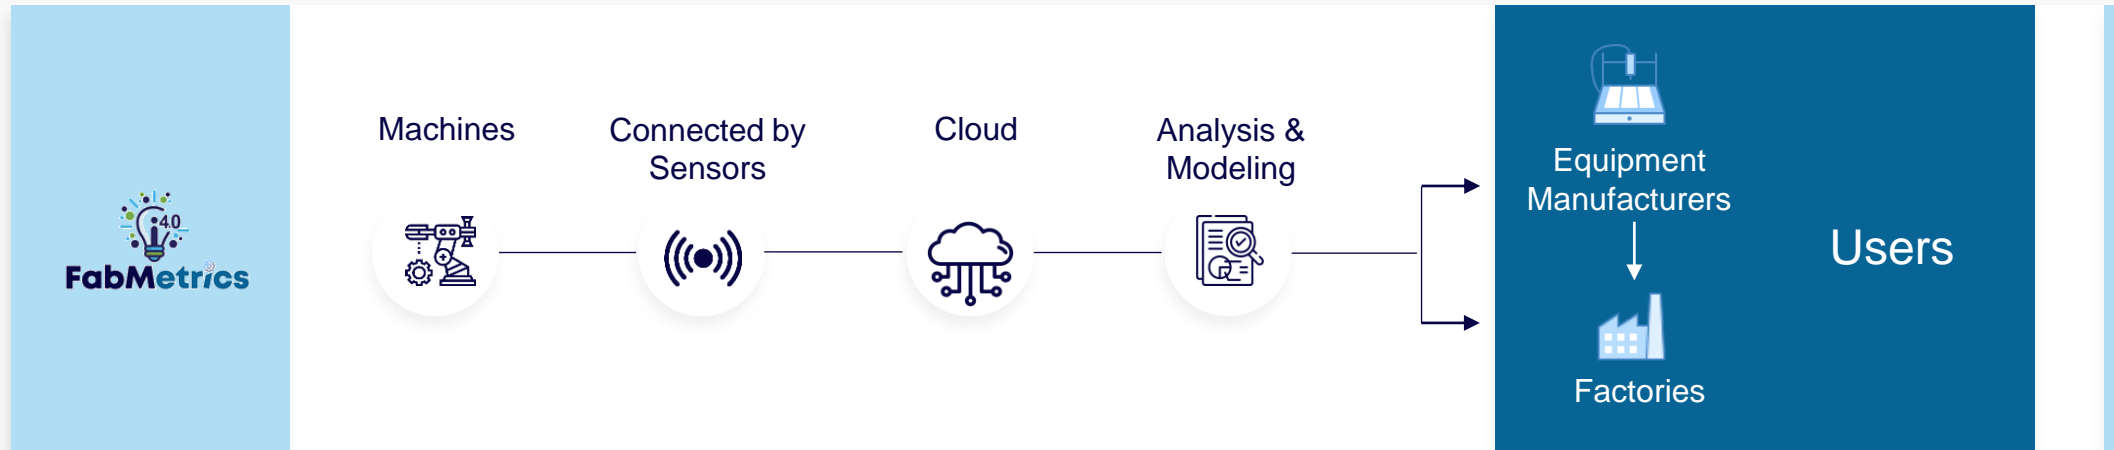 4.0
FabMetrics
Machines
Connected by
Sensors
Cloud
Analysis &
Modeling
Equipment
Manufacturers
Factories
Users